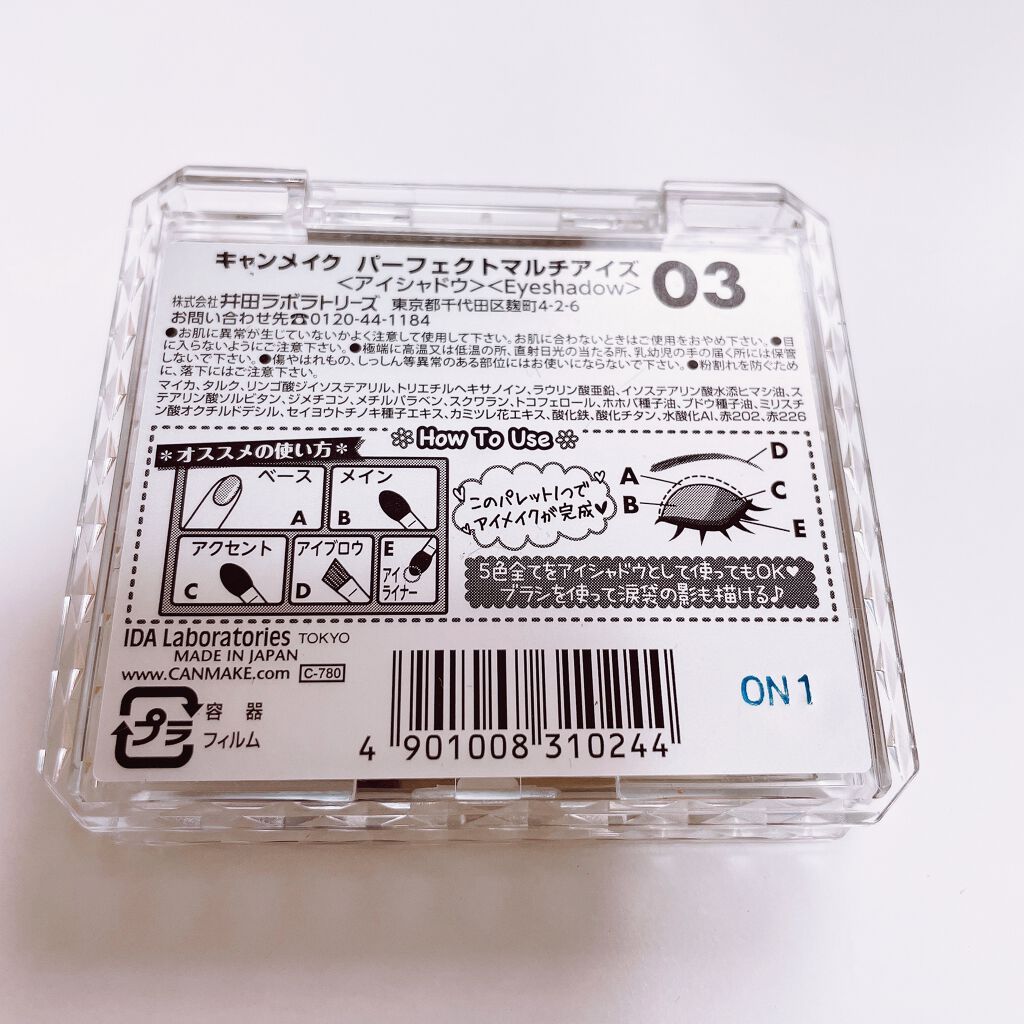 キャンメイク パーフェクトマルチアイズ 03
<アイシャドウ><Eyeshadow>
株式会社 井田ラボラトリーズ 東京都千代田区麹町4-2-6
お問い合わせ先☎0120-44-1184
●お肌に異常が生じていないかよく注意して使用して下さい。お肌に合わないときはご使用をおやめ下さい。●目
に入らないようにご注意下さい。●極端に高温又は低温の所、直射日光の当たる所、乳幼児の手の届く所には保管
しないで下さい。●傷やはれもの、しっしん等異常のある部位にはお使いにならないで下さい。●粉割れを防ぐため
に、落下にはご注意下さい。
マイカ、タルク、リンゴ酸ジイソステアリル、トリエチルヘキサノイン、ラウリン酸亜鉛、イソステアリン酸水添ヒマシ油、ス
テアリン酸ソルビタン、ジメチコン、メチルパラベン、スクワラン、トコフェロール、ホホバ種子油、ブドウ種子油、ミリスチ
ン酸オクチルドデシル、セイヨウトチノキ種子エキス、カミツレ花エキス、酸化鉄、酸化チタン、水酸化Al、赤202、赤226
How To Use
*オススメの使い方*
ベース A
メイン B
アクセント C
アイブロウ D
E アイライナー
このパレット1つで
アイメイクが完成♥
A
B
D
C
E
5色全てをアイシャドウとして使ってもOK♥
ブラシを使って涙袋の影も描ける♪
IDA Laboratories TOKYO
MADE IN JAPAN
www.CANMAKE.com C-780
プラ
容器
フィルム
4 901008 310244
ON1